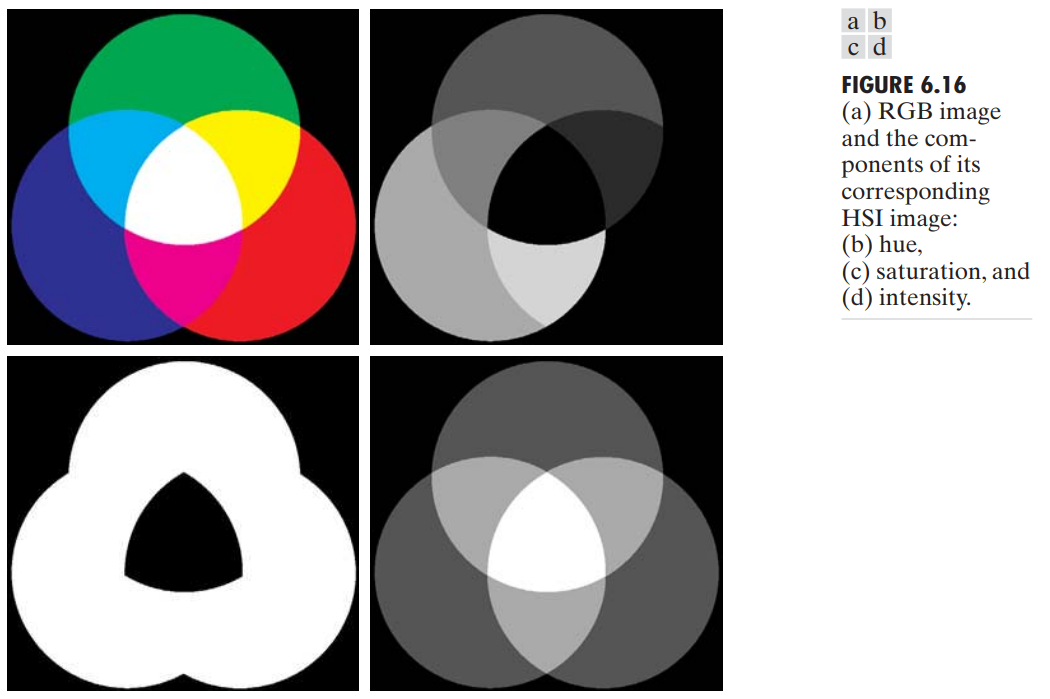 a b
c d
FIGURE 6.16
(a) RGB image
and the com-
ponents of its
corresponding
HSI image:
(b) hue,
(c) saturation, and
(d) intensity.